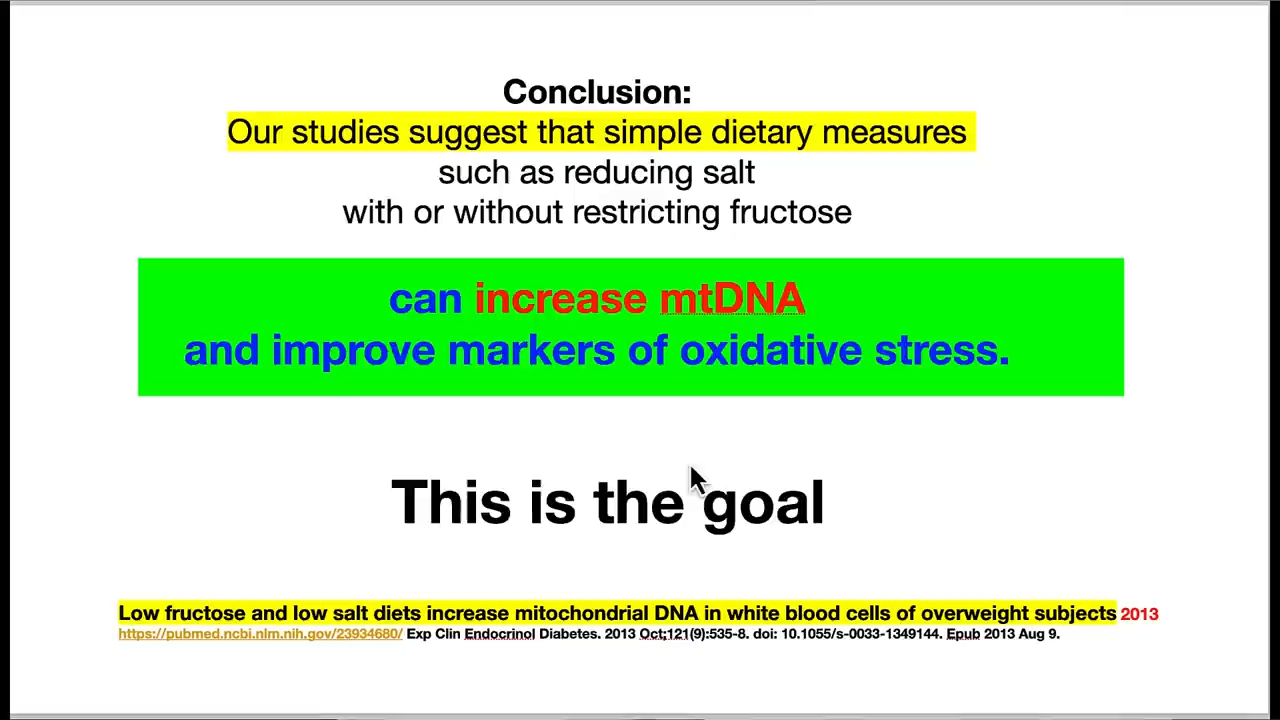 Conclusion:
Our studies suggest that simple dietary measures
such as reducing salt
with or without restricting fructose
can increase mtDNA
and improve markers of oxidative stress.
This is the goal
Low fructose and low salt diets increase mitochondrial DNA in white blood cells of overweight subjects 2013
https://pubmed.ncbi.nlm.nih.gov/23934680/ Exp Clin Endocrinol Diabetes. 2013 Oct;121(9):535-8. doi: 10.1055/s-0033-1349144. Epub 2013 Aug 9.